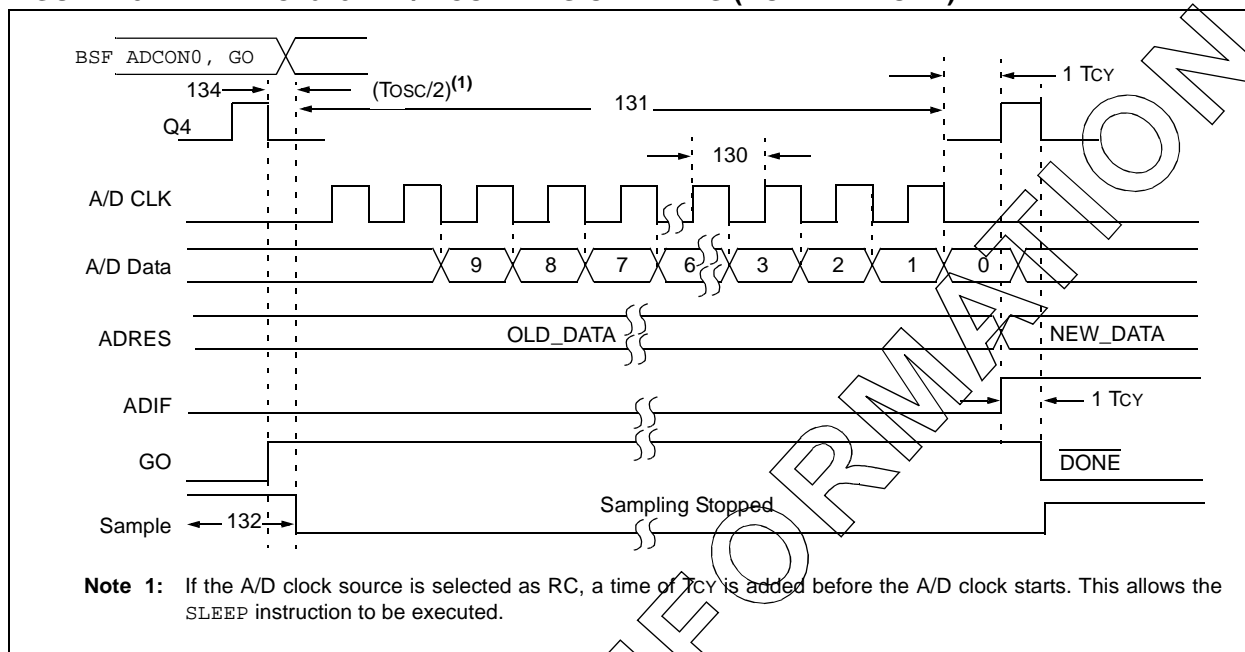 BSF ADCON0, GO
134
(TOSC/2)(1)
131
1 TCY
Q4
130
A/D CLK
A/D Data
9
8
7
6
3
2
1
0
ADRES
OLD_DATA
NEW_DATA
ADIF
1 TCY
GO
DONE
Sample
132
Sampling Stopped
Note 1: If the A/D clock source is selected as RC, a time of TCY is added before the A/D clock starts. This allows the
SLEEP instruction to be executed.
FORMATION